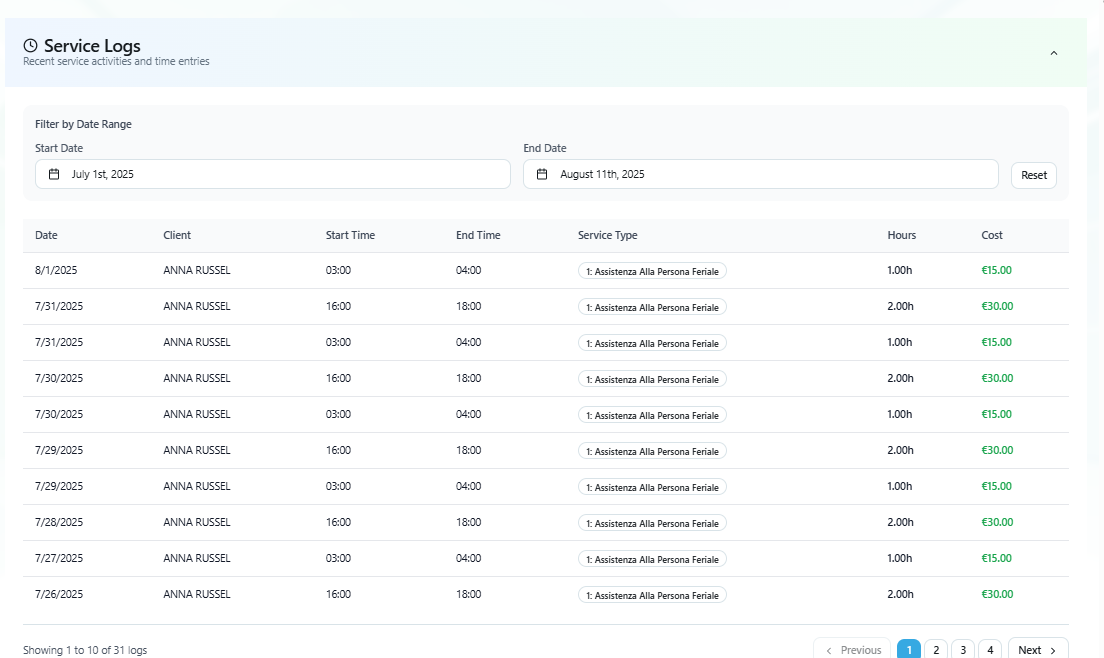 Service Logs
Recent service activities and time entries
Filter by Date Range
Start Date End Date
July 1st, 2025 August 11th, 2025 Reset
Date Client Start Time End Time Service Type Hours Cost
8/1/2025 ANNA RUSSEL 03:00 04:00 1: Assistenza Alla Persona Feriale 1.00h €15.00
7/31/2025 ANNA RUSSEL 16:00 18:00 1: Assistenza Alla Persona Feriale 2.00h €30.00
7/31/2025 ANNA RUSSEL 03:00 04:00 1: Assistenza Alla Persona Feriale 1.00h €15.00
7/30/2025 ANNA RUSSEL 16:00 18:00 1: Assistenza Alla Persona Feriale 2.00h €30.00
7/30/2025 ANNA RUSSEL 03:00 04:00 1: Assistenza Alla Persona Feriale 1.00h €15.00
7/29/2025 ANNA RUSSEL 16:00 18:00 1: Assistenza Alla Persona Feriale 2.00h €30.00
7/29/2025 ANNA RUSSEL 03:00 04:00 1: Assistenza Alla Persona Feriale 1.00h €15.00
7/28/2025 ANNA RUSSEL 16:00 18:00 1: Assistenza Alla Persona Feriale 2.00h €30.00
7/27/2025 ANNA RUSSEL 03:00 04:00 1: Assistenza Alla Persona Feriale 1.00h €15.00
7/26/2025 ANNA RUSSEL 16:00 18:00 1: Assistenza Alla Persona Feriale 2.00h €30.00
Showing 1 to 10 of 31 logs < Previous 1 2 3 4 Next >